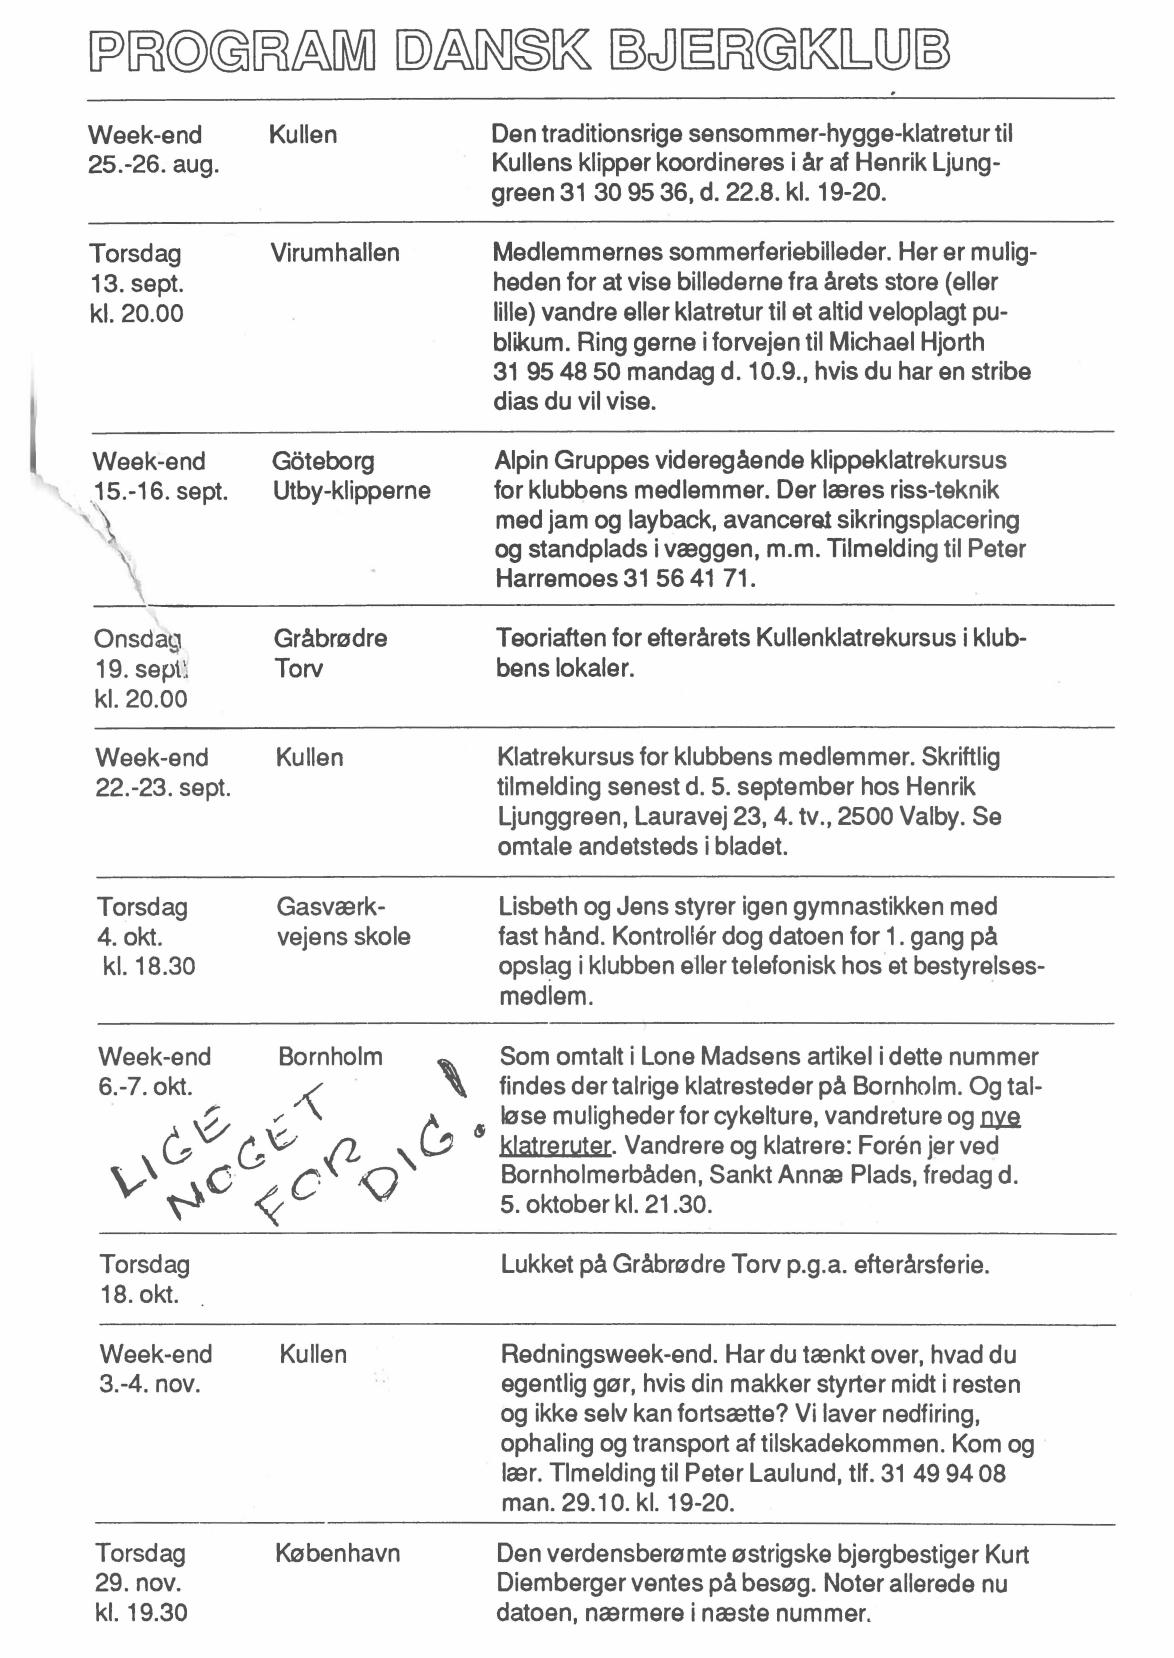 PROGRAM DANSK BJERGKLUB
Week-end Kullen Den traditionsrige sensommer-hygge-klatretur til
25.-26. aug. Kullens klipper koordineres i år af Henrik Ljung-
green 31 30 95 36, d. 22.8. kl. 19-20.
Torsdag Virumhallen Medlemmernes sommerferiebilleder. Her er mulig-
13. sept. heden for at vise billederne fra årets store (eller
kl. 20.00 lille) vandre eller klatretur til et altid veloplagt pu-
blikum. Ring gerne i forvejen til Michael Hjorth
31 95 48 50 mandag d. 10.9., hvis du har en stribe
dias du vil vise.
Week-end Göteborg Alpin Gruppes videregående klippeklatrekursus
15.-16. sept. Utby-klipperne for klubbens medlemmer. Der læres riss-teknik
med jam og layback, avanceret sikringsplacering
og standplads i væggen, m.m. Tilmelding til Peter
Harremoes 31 56 41 71.
Onsdag Gråbrødre Teoriaften for efterårets Kullenklatrekursus i klub-
19. sept. Torv bens lokaler.
kl. 20.00
Week-end Kullen Klatrekursus for klubbens medlemmer. Skriftlig
22.-23. sept. tilmelding senest d. 5. september hos Henrik
Ljunggreen, Lauravej 23, 4. tv., 2500 Valby. Se
omtale andetsteds i bladet.
Torsdag Gasværk- Lisbeth og Jens styrer igen gymnastikken med
4. okt. vejens skole fast hånd. Kontrollér dog datoen for 1. gang på
kl. 18.30 opslag i klubben eller telefonisk hos et bestyrelses-
medlem.
Week-end Bornholm Som omtalt i Lone Madsens artikel i dette nummer
6.-7. okt. findes der talrige klatresteder på Bornholm. Og tal-
løse muligheder for cykelture, vandreture og nye
klatreruter. Vandrere og klatrere: Forén jer ved
Bornholmerbåden, Sankt Annæ Plads, fredag d.
5. oktober kl. 21.30.
LIGE
NOGET
FOR
DIG!
Torsdag Lukket på Gråbrødre Torv p.g.a. efterårsferie.
18. okt.
Week-end Kullen Redningsweek-end. Har du tænkt over, hvad du
3.-4. nov. egentlig gør, hvis din makker styrter midt i resten
og ikke selv kan fortsætte? Vi laver nedfiring,
ophaling og transport af tilskadekommen. Kom og
lær. Tlmelding til Peter Laulund, tlf. 31 49 94 08
man. 29.10. kl. 19-20.
Torsdag København Den verdensberømte østrigske bjergbestiger Kurt
29. nov. Diemberger ventes på besøg. Noter allerede nu
kl. 19.30 datoen, nærmere i næste nummer.